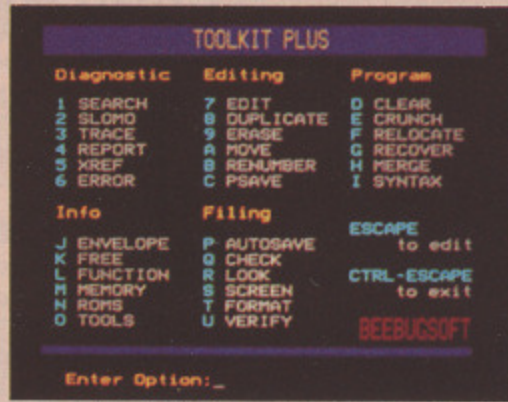 TOOLKIT PLUS
Diagnostic Editing Program
1 SEARCH 7 EDIT D CLEAR
2 SLOMO 8 DUPLICATE E CRUNCH
3 TRACE 9 ERASE F RELOCATE
4 REPORT A MOVE G RECOVER
5 XREF B RENUMBER H MERGE
6 ERROR C PSAVE I SYNTAX
Info Filing
J ENVELOPE P AUTOSAVE ESCAPE
K FREE Q CHECK to edit
L FUNCTION R LOOK CTRL-ESCAPE
M MEMORY S SCREEN to exit
N ROMS T FORMAT
O TOOLS U VERIFY BEEBUGSOFT
Enter Option:_